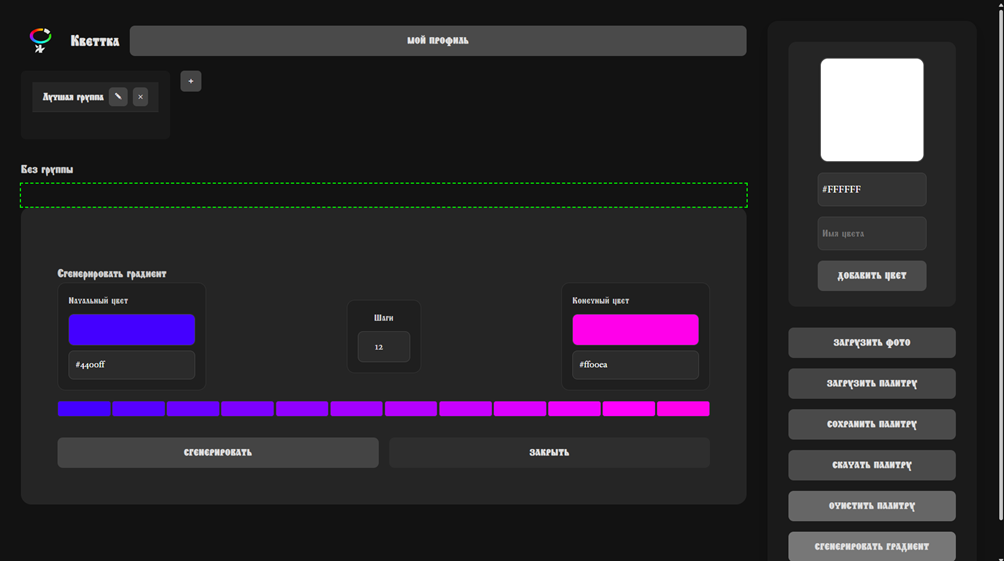 Кветтка
МОЙ ПРОФИЛЬ
Лучшая группа
Без группы
Сгенерировать градиент
Начальный цвет
#4400ff
Шаги
12
Конечный цвет
#ff00ea
СГЕНЕРИРОВАТЬ
ЗАКРЫТЬ
#FFFFFF
Имя цвета
ДОБАВИТЬ ЦВЕТ
ЗАГРУЗИТЬ ФОТО
ЗАГРУЗИТЬ ПАЛИТРУ
СОХРАНИТЬ ПАЛИТРУ
СКАЧАТЬ ПАЛИТРУ
ОЧИСТИТЬ ПАЛИТРУ
СГЕНЕРИРОВАТЬ ГРАДИЕНТ